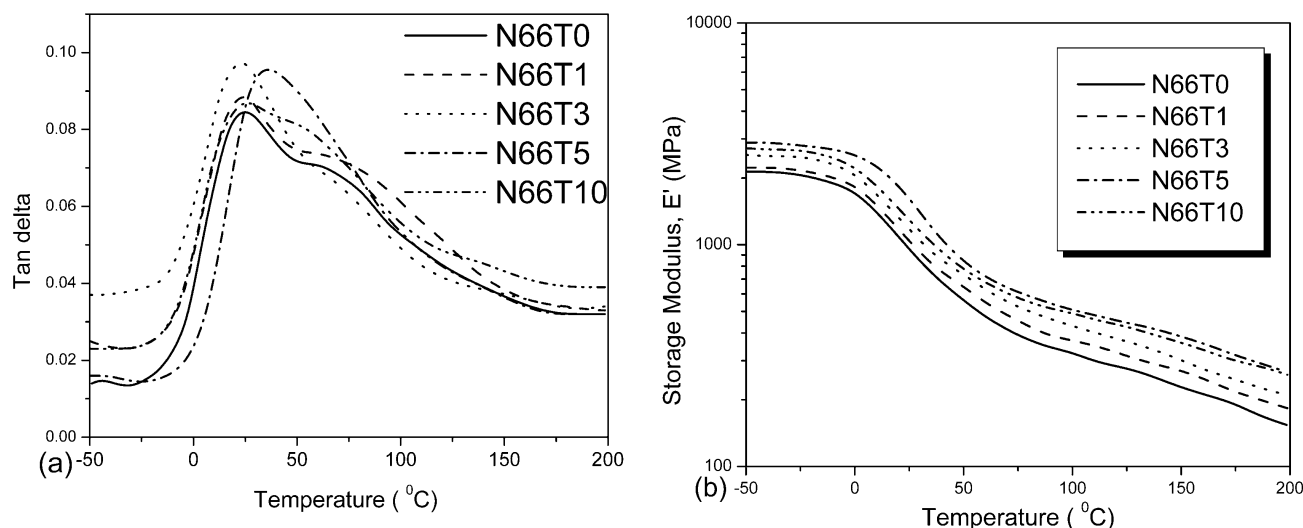 0.10
0.08
0.06
0.04
0.02
0.00
Tan delta
N66T0
N66T1
N66T3
N66T5
N66T10
-50 0 50 100 150 200
(a)
Temperature ( ⁰C)
10000
1000
100
Storage Modulus, E' (MPa)
N66T0
N66T1
N66T3
N66T5
N66T10
-50 0 50 100 150 200
(b)
Temperature ( ⁰C)